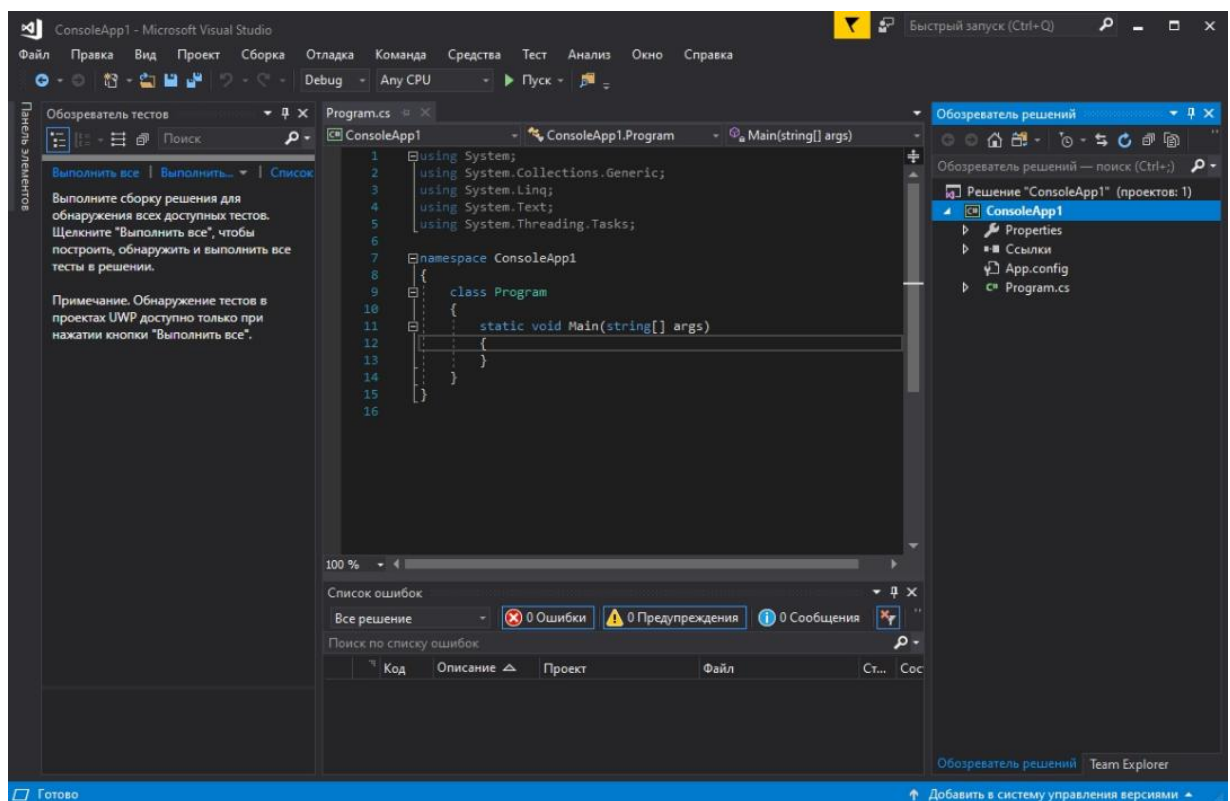 ConsoleApp1 - Microsoft Visual Studio
Быстрый запуск (Ctrl+Q)
Файл Правка Вид Проект Сборка Отладка Команда Средства Тест Анализ Окно Справка
Debug Any CPU Пуск
Панель элементов
Обозреватель тестов
Поиск
Выполнить все | Выполнить... | Список
Выполните сборку решения для
обнаружения всех доступных тестов.
Щелкните "Выполнить все", чтобы
построить, обнаружить и выполнить все
тесты в решении.
Примечание. Обнаружение тестов в
проектах UWP доступно только при
нажатии кнопки "Выполнить все".
Program.cs
ConsoleApp1 ConsoleApp1.Program Main(string[] args)
1 using System;
2 using System.Collections.Generic;
3 using System.Linq;
4 using System.Text;
5 using System.Threading.Tasks;
6
7 namespace ConsoleApp1
8 {
9 class Program
10 {
11 static void Main(string[] args)
12 {
13 }
14 }
15 }
16
100 %
Список ошибок
Все решение 0 Ошибки 0 Предупреждения 0 Сообщения
Поиск по списку ошибок
Код Описание Проект Файл Ст... Сос
Обозреватель решений
Обозреватель решений — поиск (Ctrl+;)
Решение "ConsoleApp1" (проектов: 1)
C# ConsoleApp1
Properties
Ссылки
App.config
C# Program.cs
Обозреватель решений Team Explorer
Готово
Добавить в систему управления версиями